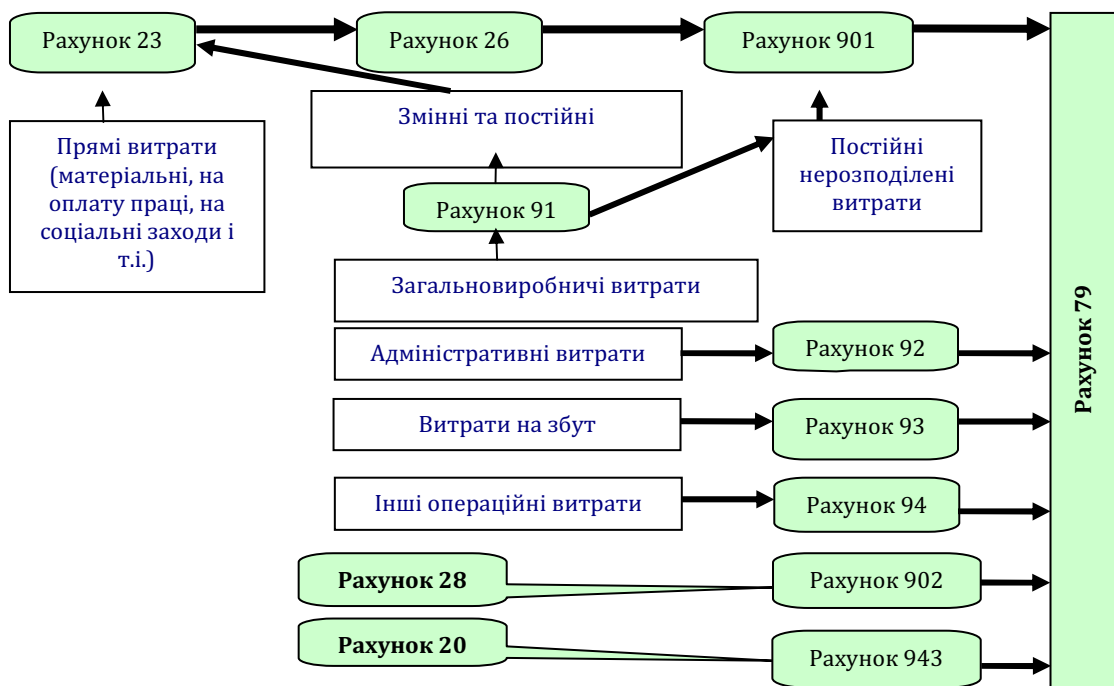 Рахунок 23
Рахунок 26
Рахунок 901
Прямі витрати
(матеріальні, на
оплату праці, на
соціальні заходи і
т.і.)
Змінні та постійні
Постійні
нерозподілені
витрати
Рахунок 91
Загальновиробничі витрати
Адміністративні витрати
Рахунок 92
Витрати на збут
Рахунок 93
Інші операційні витрати
Рахунок 94
Рахунок 28
Рахунок 902
Рахунок 20
Рахунок 943
Рахунок 79